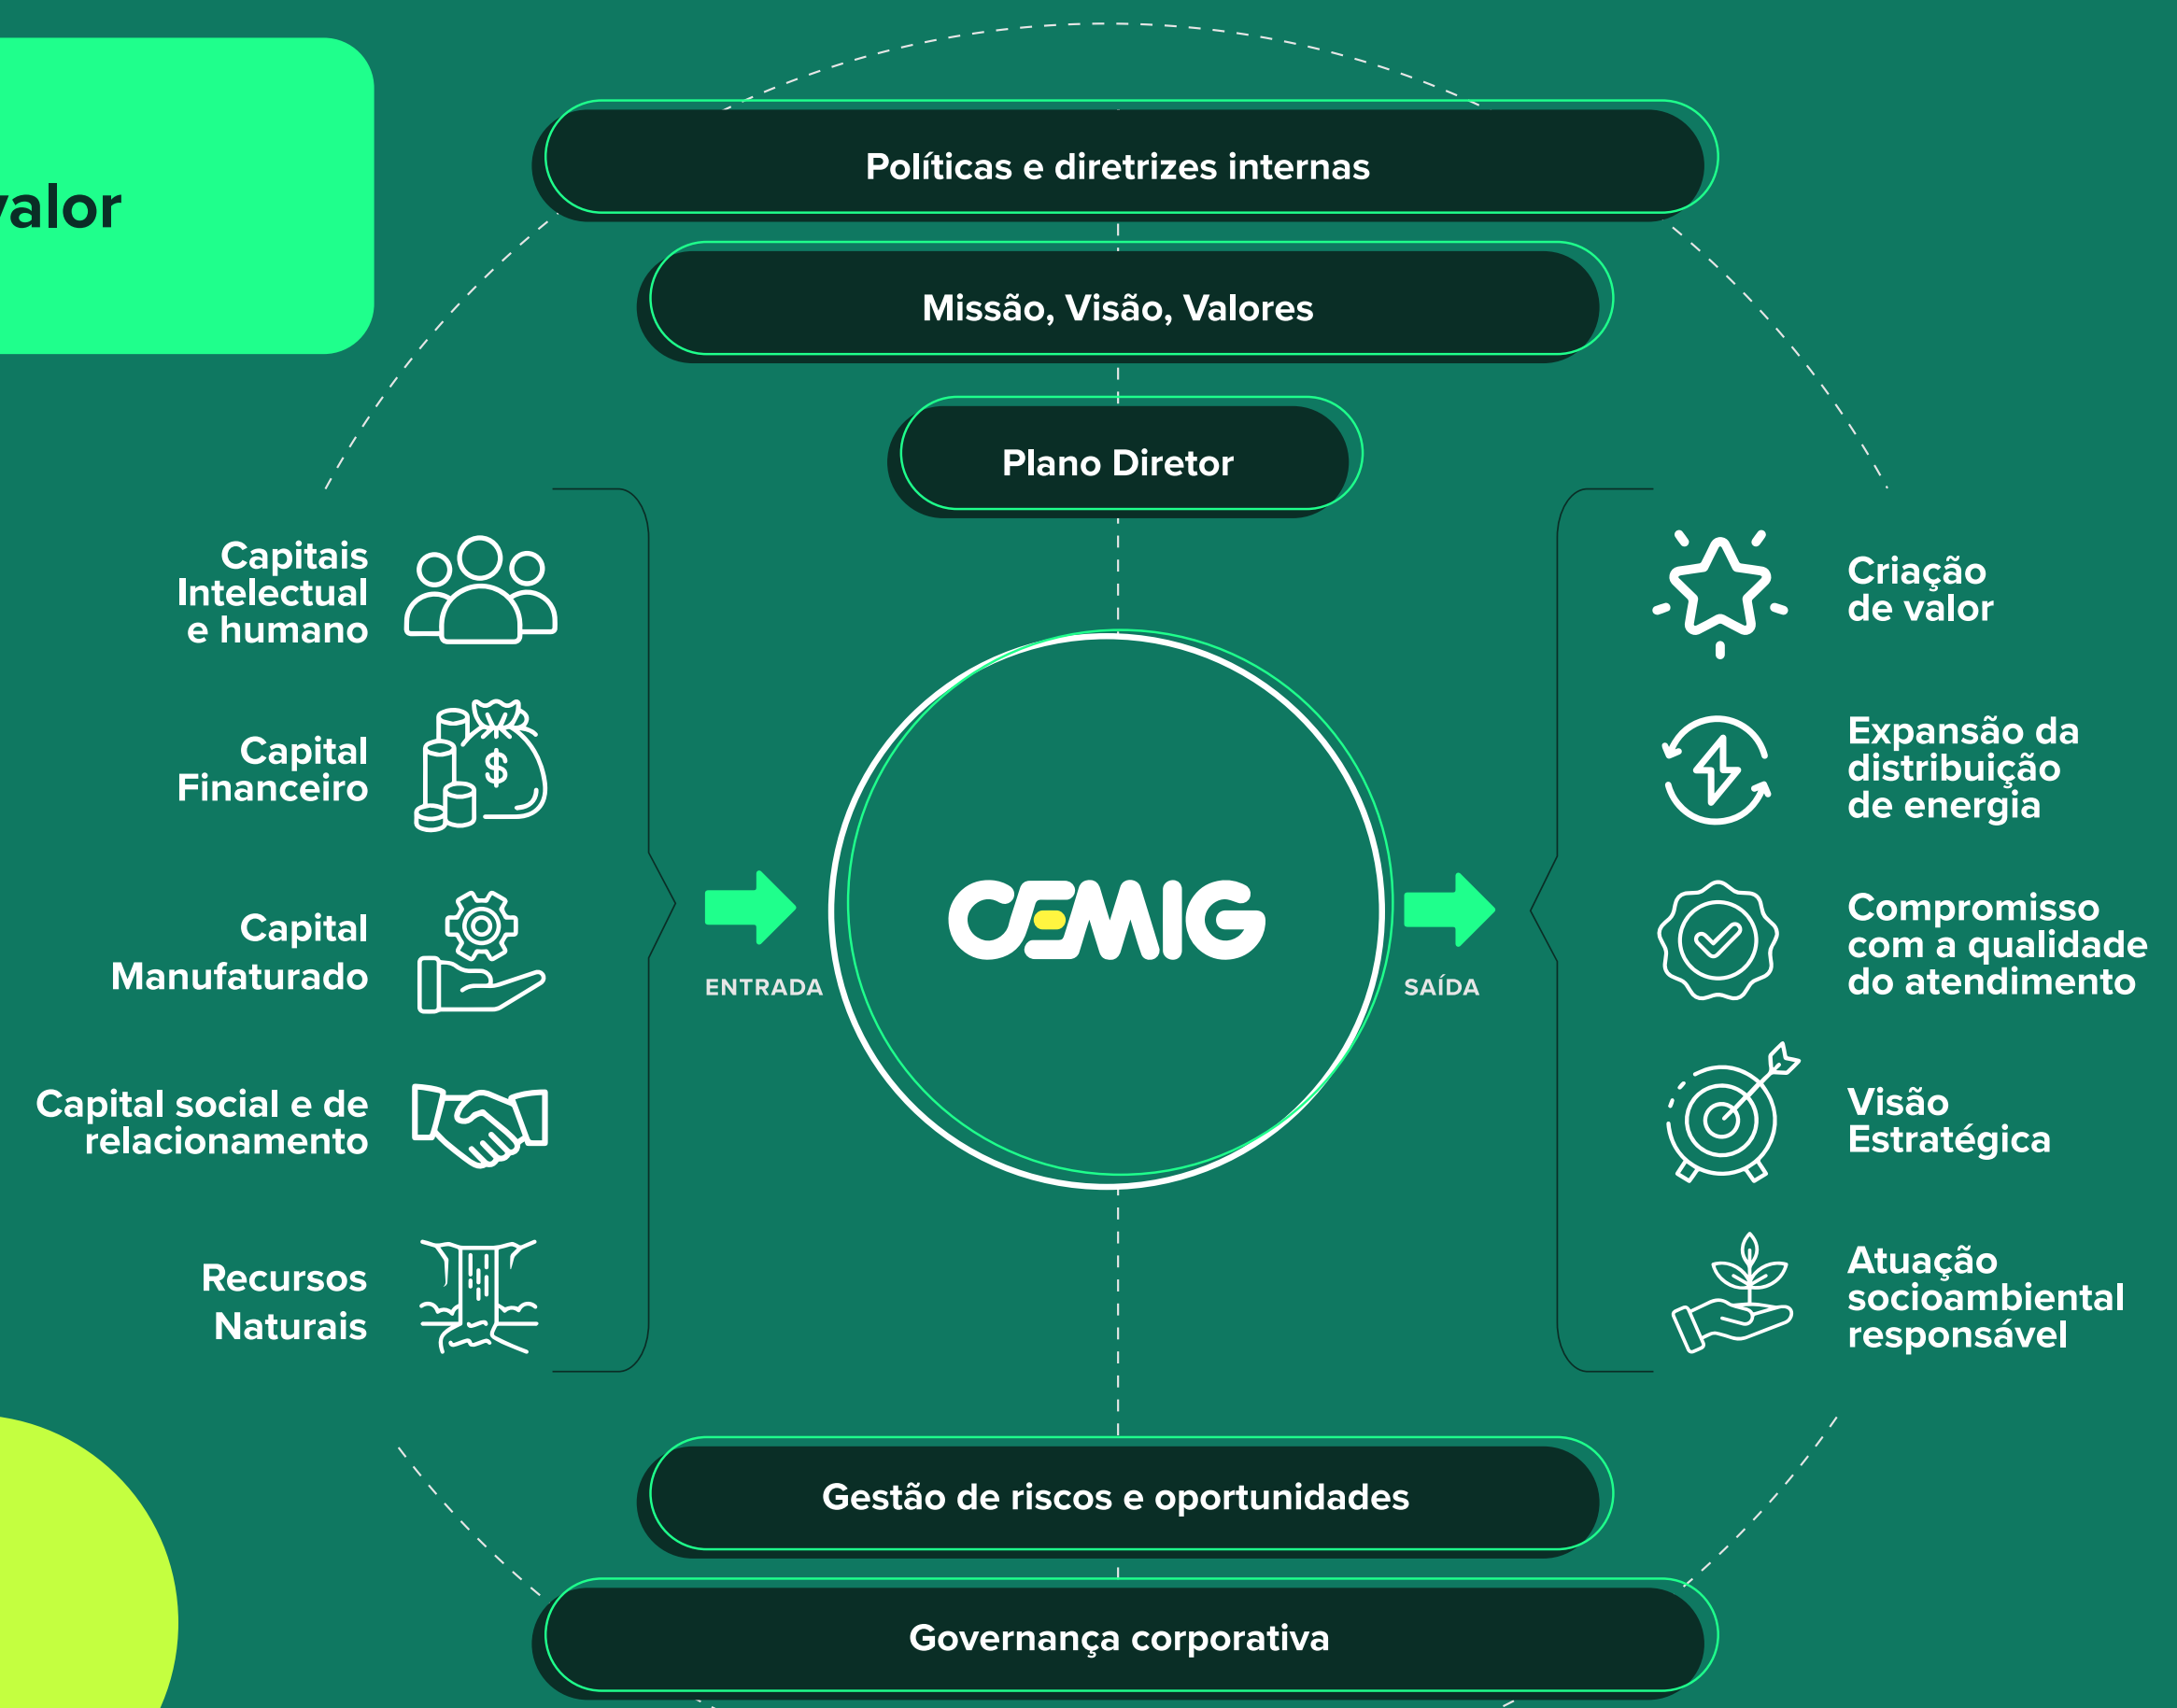 valor
Políticas e diretrizes internas
Missão, Visão, Valores
Plano Diretor
Capitais
Intelectual
e humano
Capital
Financeiro
Capital
Manufaturado
Capital social e de
relacionamento
Recursos
Naturais
ENTRADA
CEMIG
SAÍDA
Criação
de valor
Expansão da
distribuição
de energia
Compromisso
com a qualidade
do atendimento
Visão
Estratégica
Atuação
socioambiental
responsável
Gestão de riscos e oportunidades
Governança corporativa